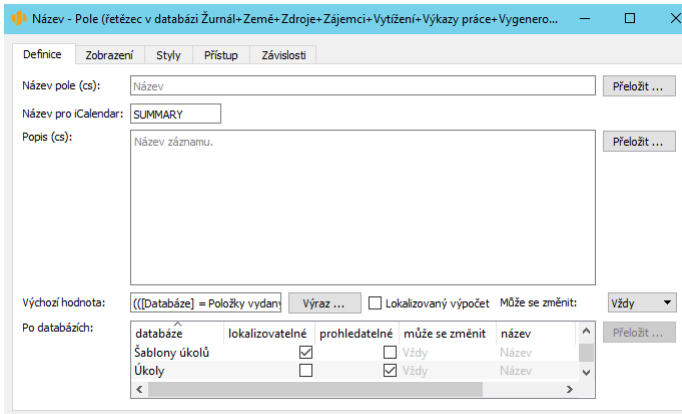 Název - Pole (řetězec v databázi Žurnál+Země+Zdroje+Zájemci+Vytížení+Výkazy práce+Vygenero...
Definice Zobrazení Styly Přístup Závislosti
Název pole (cs): Název Přeložit ...
Název pro iCalendar: SUMMARY
Popis (cs): Název záznamu. Přeložit ...
Výchozí hodnota: (([Databáze] = Položky vydan Výraz ... Lokalizovaný výpočet Může se změnit: Vždy
Po databázích: databáze lokalizovatelné prohledatelné může se změnit název Přeložit ...
Šablony úkolů Vždy Název
Úkoly Vždy Název